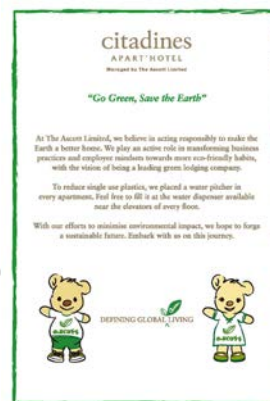 citadines
APART'HOTEL
Managed by The Ascott Limited
"Go Green, Save the Earth"
At The Ascott Limited, we believe in acting responsibly to make the
Earth a better home. We play an active role in transforming business
practices and employee mindsets towards more eco-friendly habits,
with the vision of being a leading green lodging company.
To reduce single use plastics, we placed a water pitcher in
every apartment. Feel free to fill it at the water dispenser available
near the elevators of every floor.
With our efforts to minimise environmental impact, we hope to forge
a sustainable future. Embark with us on this journey.
DEFINING GLOBAL LIVING